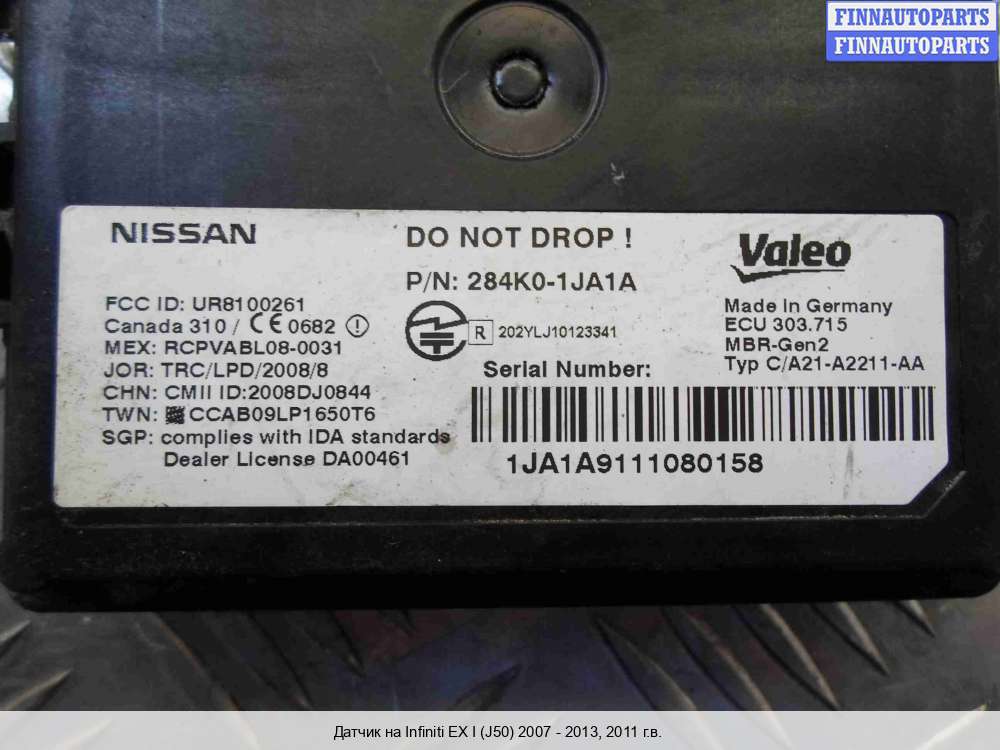 FINNAUTOPARTS
FINNAUTOPARTS
NISSAN
DO NOT DROP !
P/N: 284K0-1JA1A
Valeo
FCC ID: UR8100261
Canada 310 / CE 0682
MEX: RCPVABL08-0031
JOR: TRC/LPD/2008/8
CHN: CMII ID:2008DJ0844
TWN: CCAB09LP1650T6
SGP: complies with IDA standards
Dealer License DA00461
R 202YLJ10123341
Serial Number:
Made In Germany
ECU 303.715
MBR-Gen2
Typ C/A21-A2211-AA
1JA1A9111080158
Датчик на Infiniti EX I (J50) 2007 - 2013, 2011 г.в.